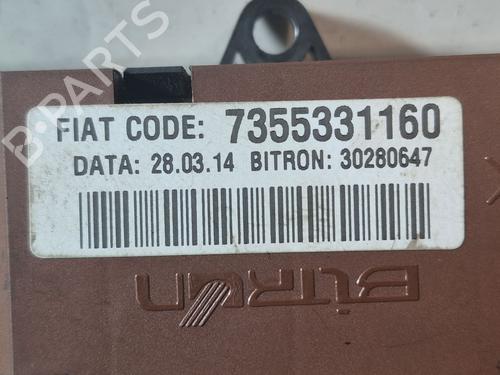 B-PARTS
FIAT CODE: 7355331160
DATA: 28.03.14 BITRON: 30280647
BITRON